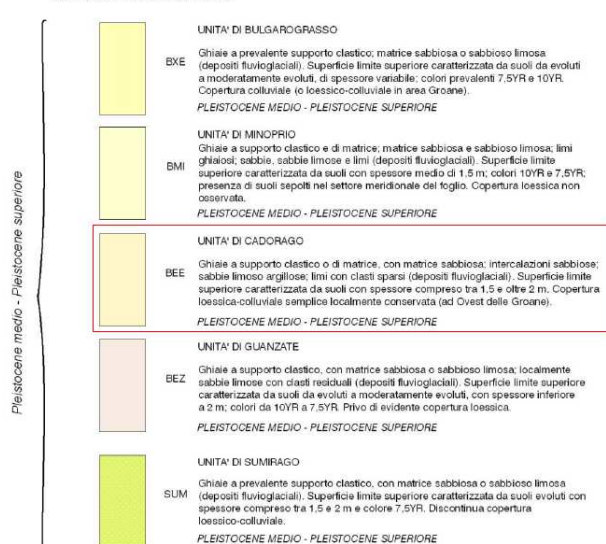 UNITA' DI BULGAROGRASSO
BXE
Ghiaie a prevalente supporto clastico; matrice sabbiosa o sabbioso limosa
(depositi fluvioglaciali). Superficie limite superiore caratterizzata da suoli da evoluti
a moderatamente evoluti, di spessore variabile; colori prevalenti 7,5YR e 10YR.
Copertura colluviale (o loessico-colluviale in area Groane).
PLEISTOCENE MEDIO - PLEISTOCENE SUPERIORE
UNITA' DI MINOPRIO
BMI
Ghiaie a supporto clastico e di matrice; matrice sabbiosa e sabbioso limosa; limi
ghiaiosi; sabbie, sabbie limose e limi (depositi fluvioglaciali). Superficie limite
superiore caratterizzata da suoli con spessore medio di 1.5 m; colori 10YR e 7,5YR;
presenza di suoli sepolti nel settore meridionale del foglio. Copertura loessica non
osservata.
PLEISTOCENE MEDIO - PLEISTOCENE SUPERIORE
UNITA' DI CADORAGO
BEE
Ghiaie a supporto clastico o di matrice, con matrice sabbiosa; intercalazioni sabbiose;
sabbie limoso argillose; limi con clasti sparsi (depositi fluvioglaciali). Superficie limite
superiore caratterizzata da suoli con spessore compreso tra 1.5 e oltre 2 m. Copertura
loessica-colluviale semplice localmente conservata (ad Ovest delle Groane).
PLEISTOCENE MEDIO - PLEISTOCENE SUPERIORE
UNITA' DI GUANZATE
BEZ
Ghiaie a supporto clastico, con matrice sabbiosa o sabbioso limosa; localmente
sabbie limose con clasti residuali (depositi fluvioglaciali). Superficie limite superiore
caratterizzata da suoli da evoluti a moderatamente evoluti, con spessore inferiore
a 2 m; colori da 10YR a 7.5YR. Privo di evidente copertura loessica.
PLEISTOCENE MEDIO - PLEISTOCENE SUPERIORE
UNITA' DI SUMIRAGO
SUM
Ghiaie a prevalente supporto clastico, con matrice sabbiosa o sabbioso limosa
(depositi fluvioglaciali). Superficie limite superiore caratterizzata da suoli evoluti con
spessore compreso tra 1,5 e 2 m e colore 7,5YR. Discontinua copertura
loessico-colluviale.
PLEISTOCENE MEDIO - PLEISTOCENE SUPERIORE
Pleistocene medio - Pleistocene superiore